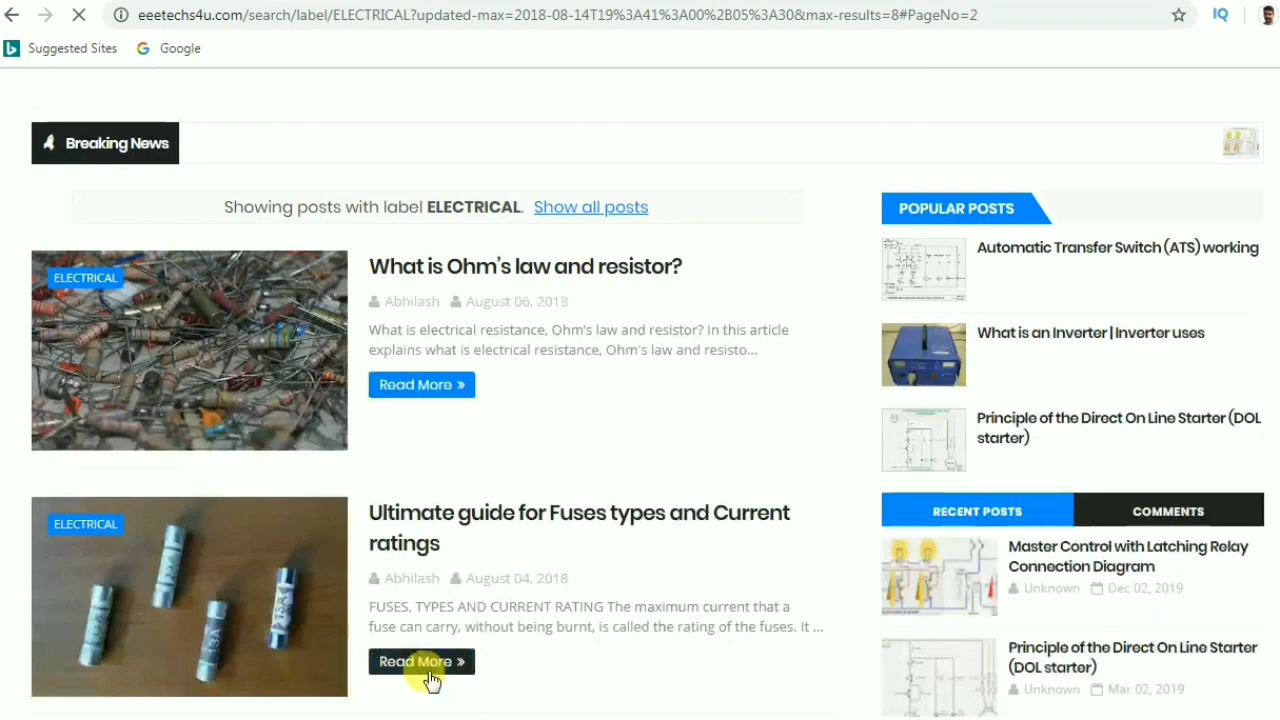 eeetechs4u.com/search/label/ELECTRICAL?updated-max=2018-08-14T19%3A41%3A00%2B05%3A30&max-results=8#PageNo=2
IQ
Suggested Sites
Google
Breaking News
Showing posts with label ELECTRICAL. Show all posts
ELECTRICAL
What is Ohm's law and resistor?
Abhilash August 06, 2018
What is electrical resistance, Ohm's law and resistor? In this article
explains what is electrical resistance, Ohm's law and resisto...
Read More »
ELECTRICAL
Ultimate guide for Fuses types and Current
ratings
Abhilash August 04, 2018
FUSES, TYPES AND CURRENT RATING The maximum current that a
fuse can carry, without being burnt, is called the rating of the fuses. It ...
Read More »
13A
POPULAR POSTS
Automatic Transfer Switch (ATS) working
What is an Inverter | Inverter uses
Principle of the Direct On Line Starter (DOL
starter)
RECENT POSTS
COMMENTS
Master Control with Latching Relay
Connection Diagram
Unknown Dec 02, 2019
Principle of the Direct On Line Starter
(DOL starter)
Unknown Mar 02, 2019